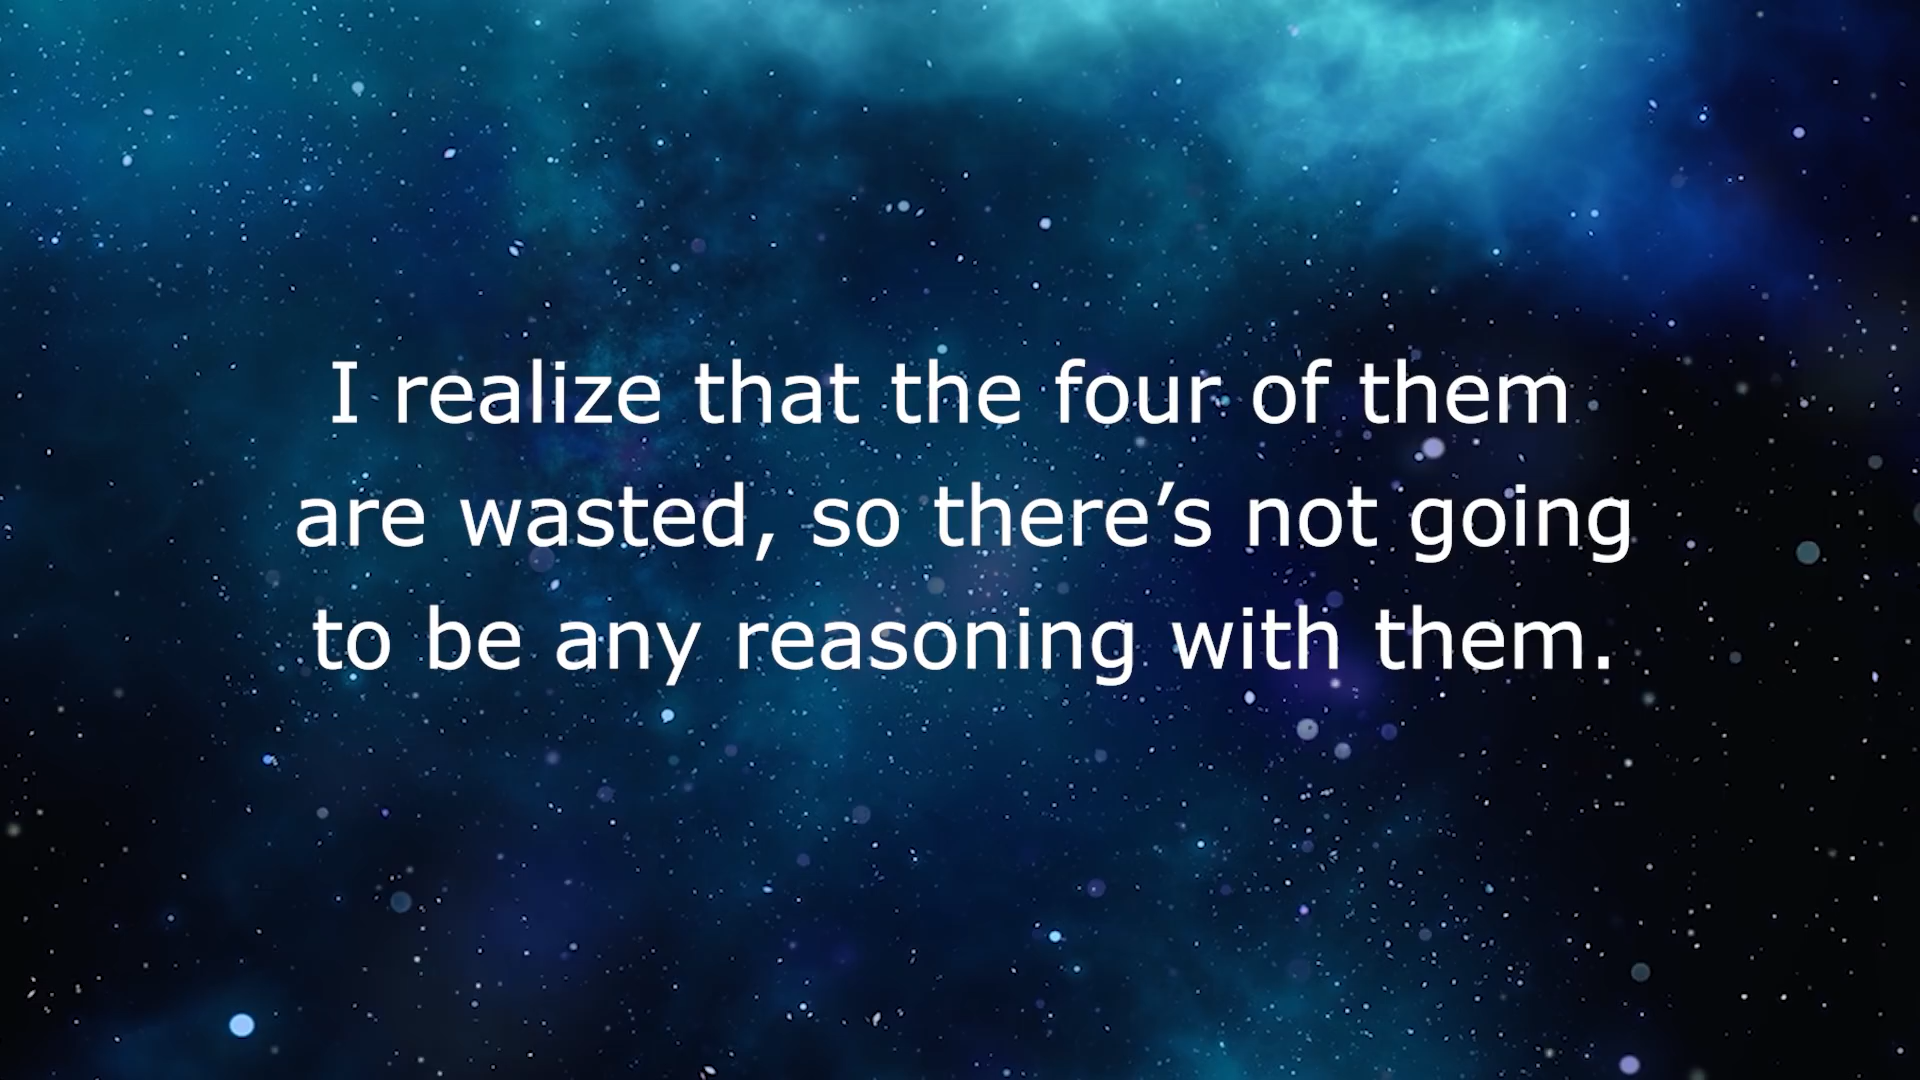 I realize that the four of them
are wasted, so there’s not going
to be any reasoning with them.